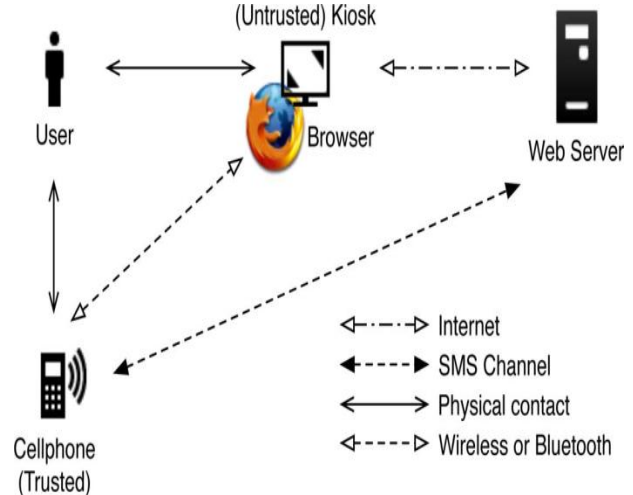 (Untrusted) Kiosk
User
Browser
Web Server
Internet
SMS Channel
Physical contact
Wireless or Bluetooth
Cellphone
(Trusted)